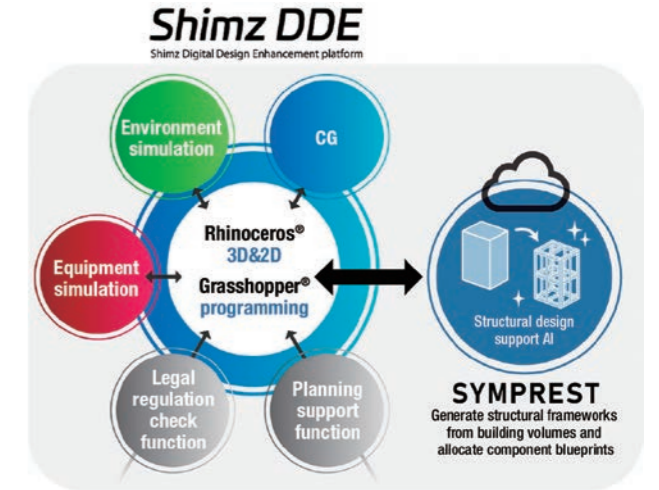 Shimz DDE
Shimz Digital Design Enhancement platform
Environment
simulation
CG
Rhinoceros®
3D&2D
Grasshopper®
programming
Equipment
simulation
Legal
regulation
check
function
Planning
support
function
Structural design
support AI
SYMPREST
Generate structural frameworks
from building volumes and
allocate component blueprints